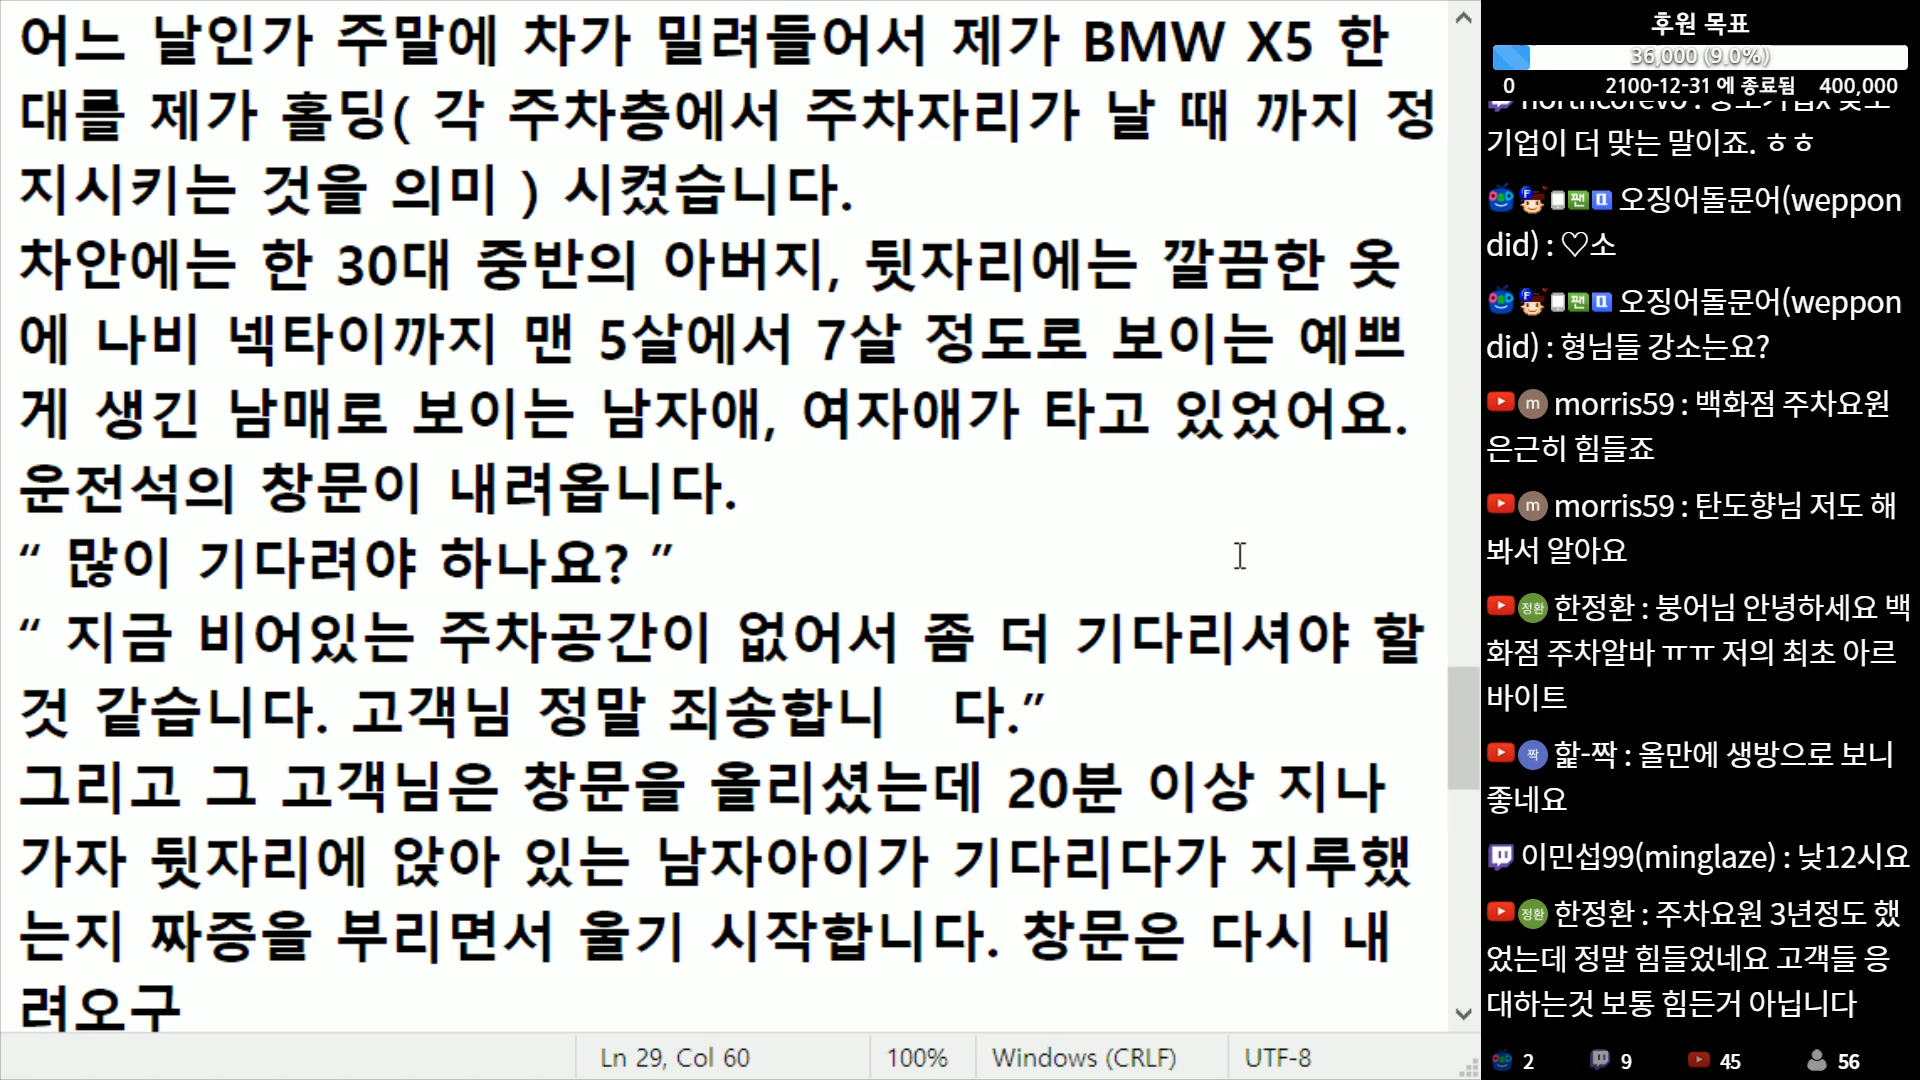 어느 날인가 주말에 차가 밀려들어서 제가 BMW X5 한
대를 제가 홀딩( 각 주차층에서 주차자리가 날 때 까지 정
지시키는 것을 의미 ) 시켰습니다.
차안에는 한 30대 중반의 아버지, 뒷자리에는 깔끔한 옷
에 나비 넥타이까지 맨 5살에서 7살 정도로 보이는 예쁘
게 생긴 남매로 보이는 남자애, 여자애가 타고 있었어요.
운전석의 창문이 내려옵니다.
“ 많이 기다려야 하나요? ”
“ 지금 비어있는 주차공간이 없어서 좀 더 기다리셔야 할
것 같습니다. 고객님 정말 죄송합니 다.”
그리고 그 고객님은 창문을 올리셨는데 20분 이상 지나
가자 뒷자리에 앉아 있는 남자아이가 기다리다가 지루했
는지 짜증을 부리면서 울기 시작합니다. 창문은 다시 내
려오구
Ln 29, Col 60
100%
Windows (CRLF)
UTF-8
후원 목표
36,000 (9.0%)
0 2100-12-31 에 종료됨 400,000
기업이 더 맞는 말이죠. ㅎㅎ
오징어돌문어(weppon
did) : ♡소
오징어돌문어(weppon
did) : 형님들 강소는요?
morris59 : 백화점 주차요원
은근히 힘들죠
morris59 : 탄도향님 저도 해
봐서 알아요
한정환 : 붕어님 안녕하세요 백
화점 주차알바 ㅠㅠ 저의 최초 아르
바이트
핥-짝 : 올만에 생방으로 보니
좋네요
이민섭99(minglaze) : 낮12시요
한정환 : 주차요원 3년정도 했
었는데 정말 힘들었네요 고객들 응
대하는것 보통 힘든거 아닙니다
2 9 45 56